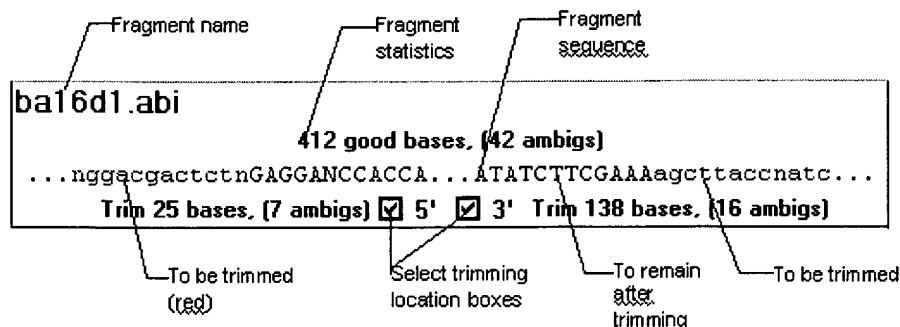 Fragment name
Fragment
statistics
Fragment
sequence
ba16d1.abi
412 good bases, (42 ambigs)
...nggacgactctnGAGGANCCACCA...ATATCTTCGAAAagcttaccnatc...
Trim 25 bases, (7 ambigs) 5' 3' Trim 138 bases, (16 ambigs)
To be trimmed
(red)
Select trimming
location boxes
To remain
after
trimming
To be trimmed